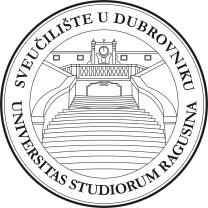 SVEUČILIŠTE U DUBROVNIKU
UNIVERSITAS STUDIORUM RAGUSINA